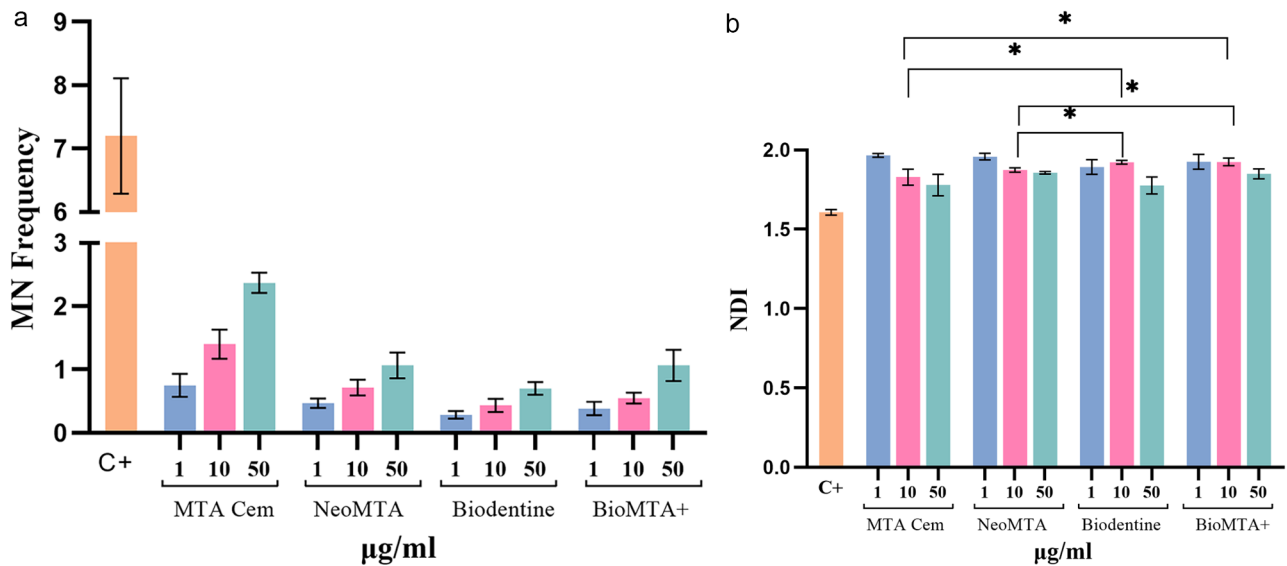 a
MN Frequency
9
8
7
6
3
2
1
0
C+
1 10 50 1 10 50 1 10 50 1 10 50
MTA Cem NeoMTA Biodentine BioMTA+
µg/ml
b
*
*
*
*
NDI
2.0
1.5
1.0
0.5
0.0
C+
1 10 50 1 10 50 1 10 50 1 10 50
MTA Cem NeoMTA Biodentine BioMTA+
µg/ml